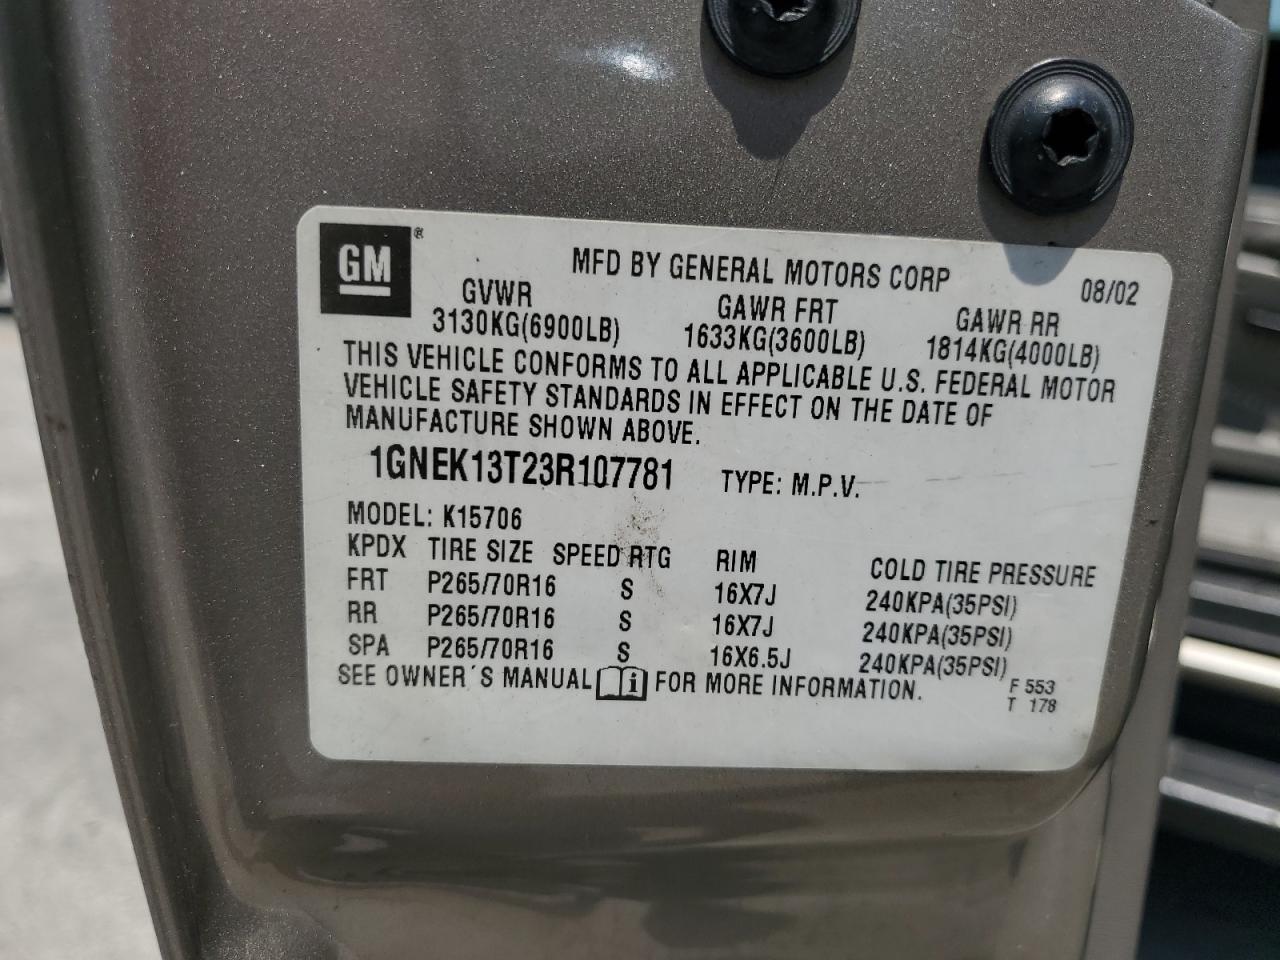 GM ®
MFD BY GENERAL MOTORS CORP 08/02
GVWR GAWR FRT GAWR RR
3130KG(6900LB) 1633KG(3600LB) 1814KG(4000LB)
THIS VEHICLE CONFORMS TO ALL APPLICABLE U.S. FEDERAL MOTOR
VEHICLE SAFETY STANDARDS IN EFFECT ON THE DATE OF
MANUFACTURE SHOWN ABOVE.
1GNEK13T23R107781 TYPE: M.P.V.
MODEL: K15706
KPDX TIRE SIZE SPEED RTG RIM COLD TIRE PRESSURE
FRT P265/70R16 S 16X7J 240KPA(35PSI)
RR P265/70R16 S 16X7J 240KPA(35PSI)
SPA P265/70R16 S 16X6.5J 240KPA(35PSI)
SEE OWNER´S MANUAL i FOR MORE INFORMATION.
F 553
T 178